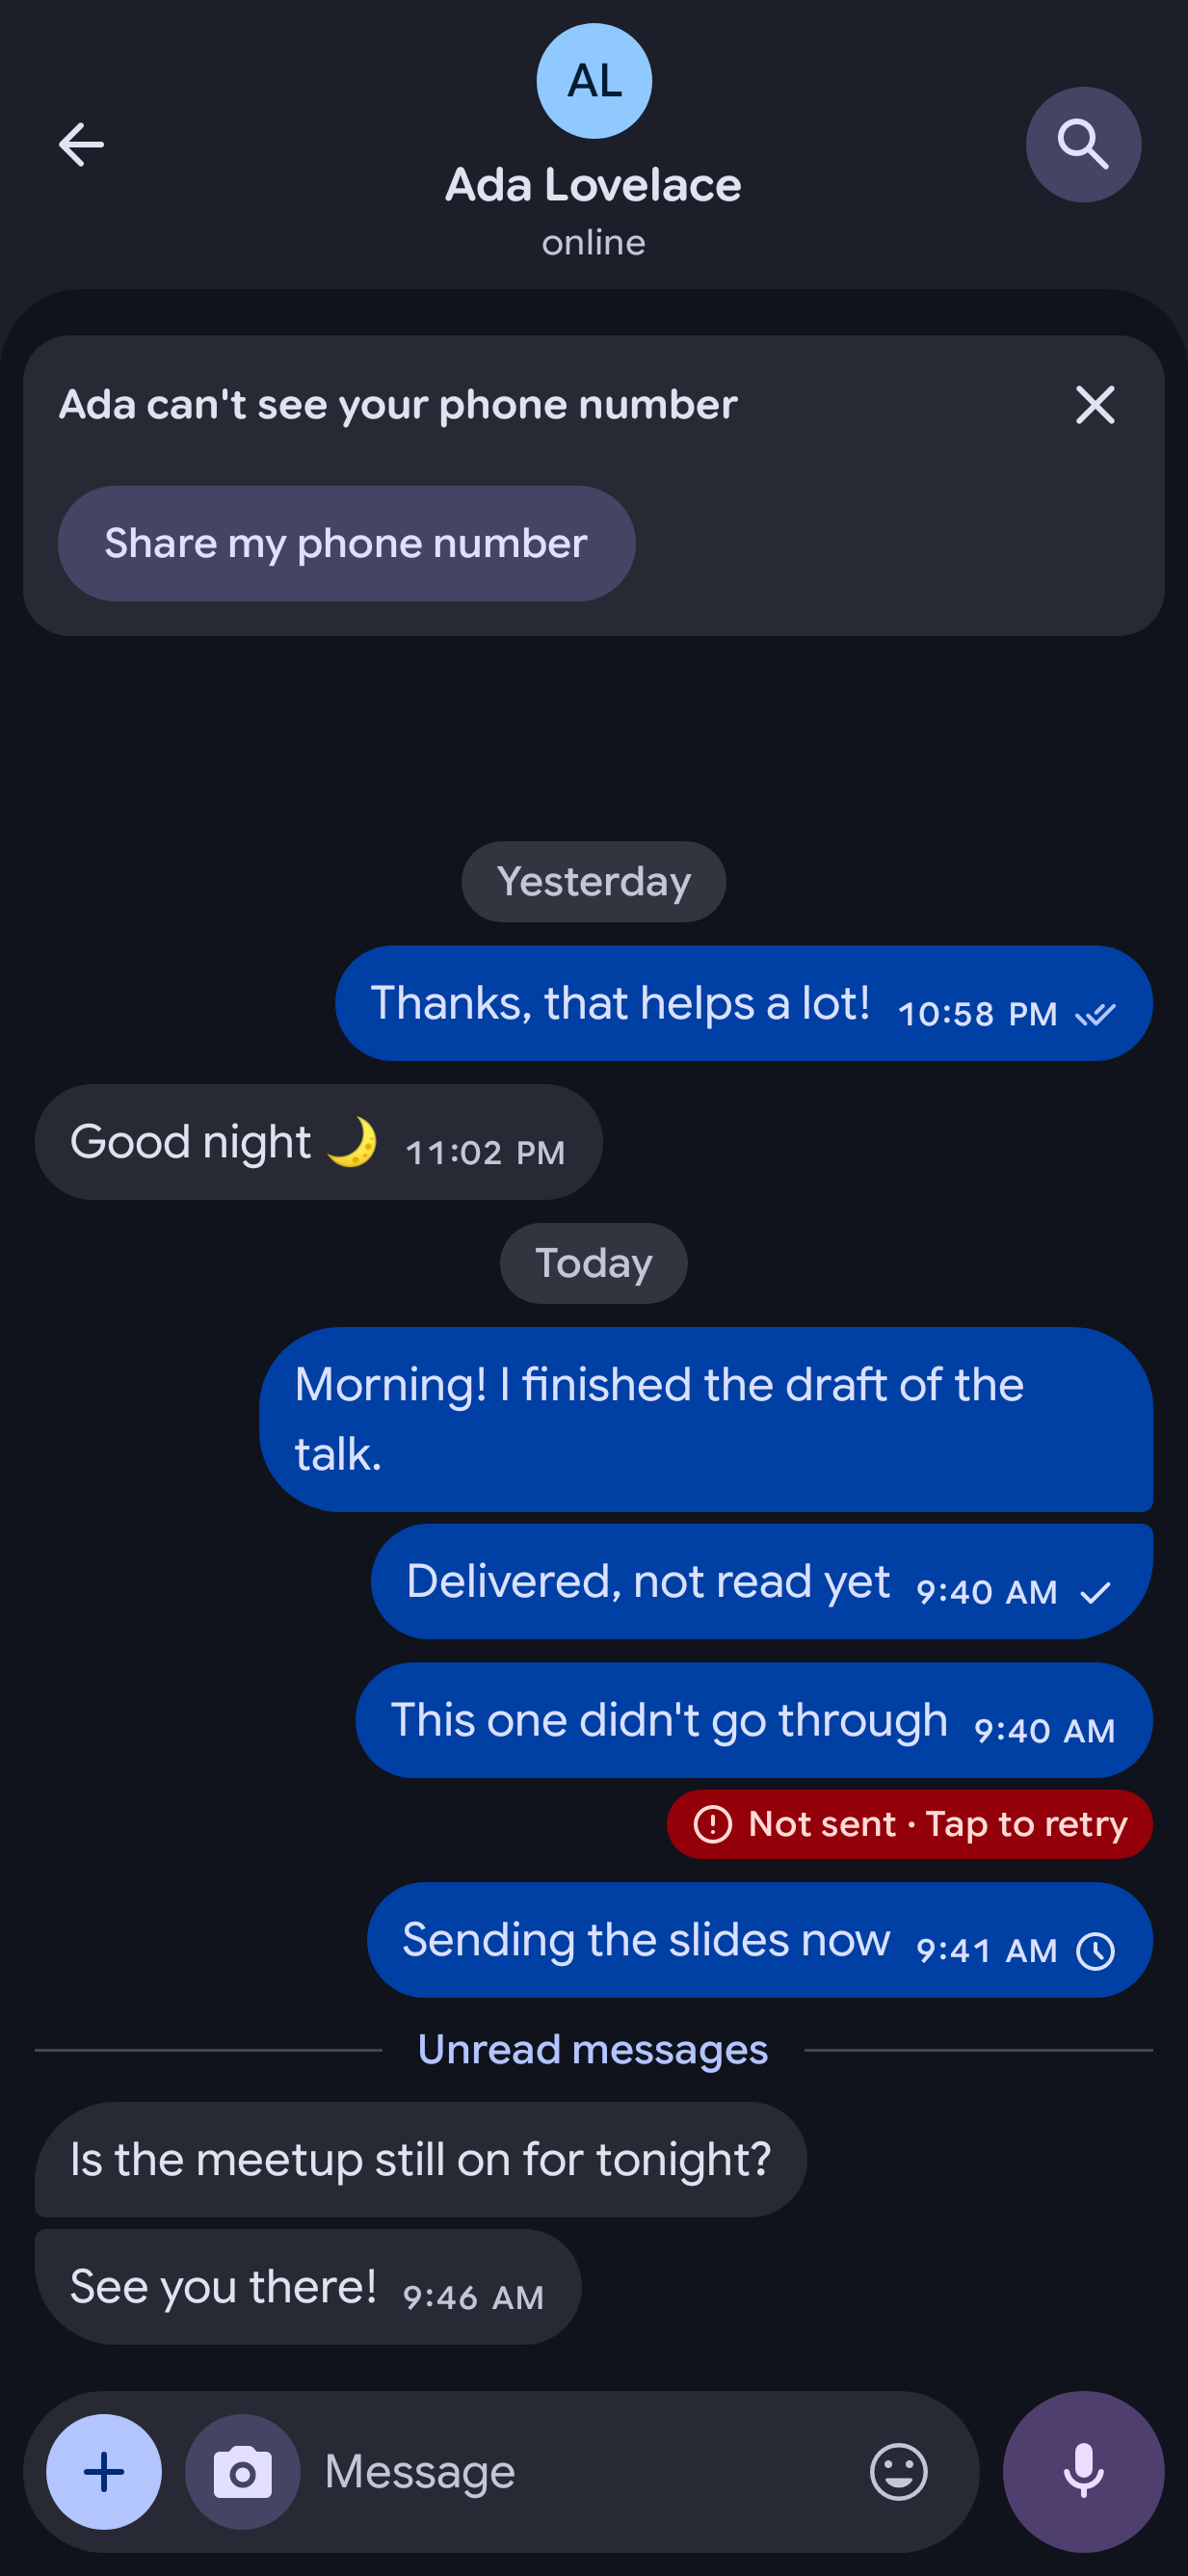 AL
Ada Lovelace
online
Ada can't see your phone number
Share my phone number
Yesterday
Thanks, that helps a lot! 10:58 PM
Good night 🌙 11:02 PM
Today
Morning! I finished the draft of the
talk.
Delivered, not read yet 9:40 AM
This one didn't go through 9:40 AM
Not sent · Tap to retry
Sending the slides now 9:41 AM
Unread messages
Is the meetup still on for tonight?
See you there! 9:46 AM
Message